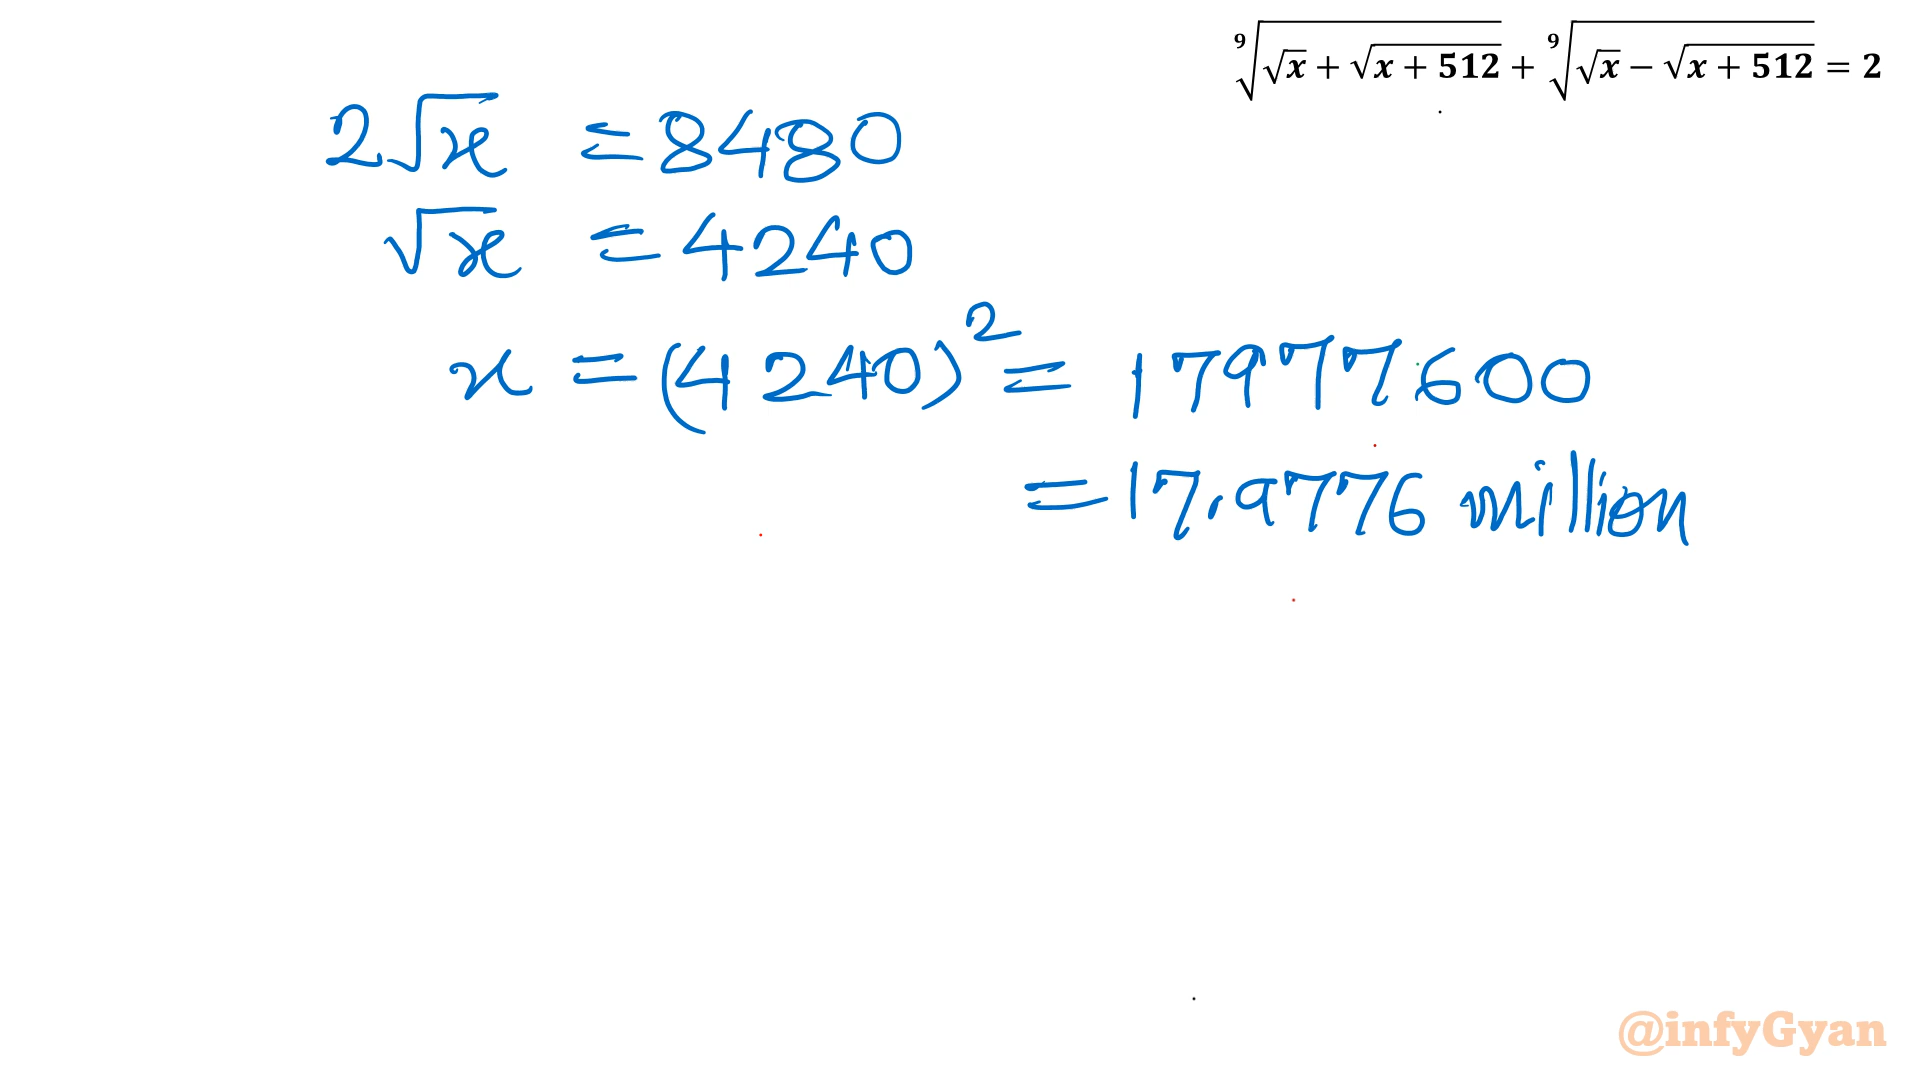 ⁹√(√x + √(x + 512)) + ⁹√(√x − √(x + 512)) = 2
2√x = 8480
√x = 4240
x = (4240)² = 17977600
= 17.9776 million
@infyGyan